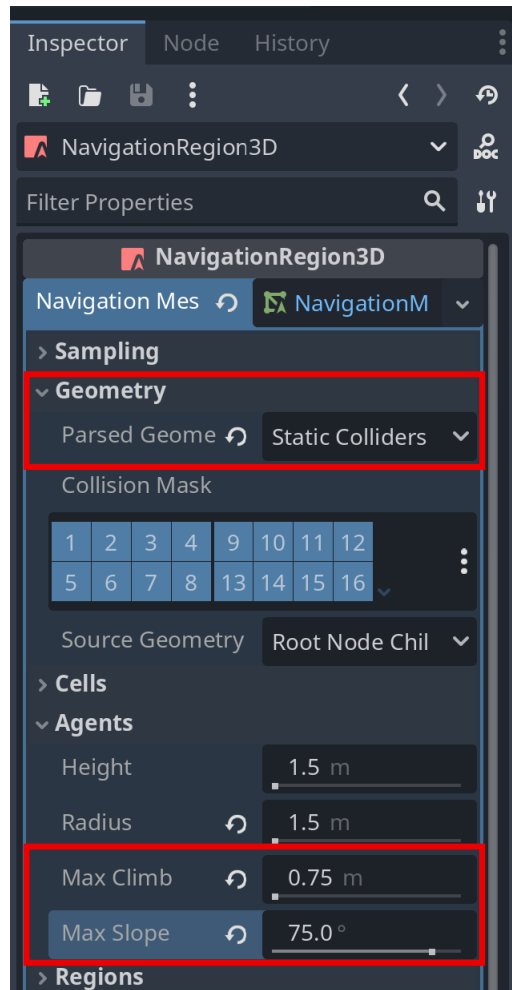 Inspector Node History
NavigationRegion3D
DOC
Filter Properties
NavigationRegion3D
Navigation Mes NavigationM
Sampling
Geometry
Parsed Geome Static Colliders
Collision Mask
1 2 3 4 9 10 11 12
5 6 7 8 13 14 15 16
Source Geometry Root Node Chil
Cells
Agents
Height 1.5 m
Radius 1.5 m
Max Climb 0.75 m
Max Slope 75.0 °
Regions